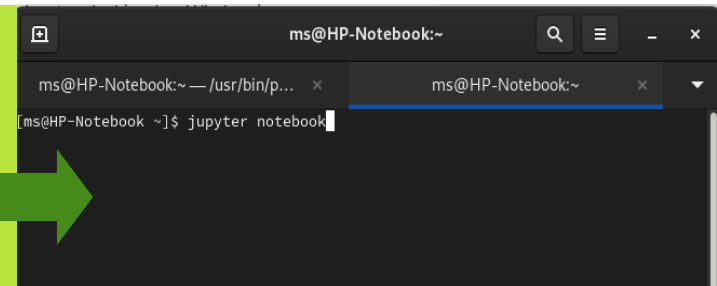 ms@HP-Notebook:~
ms@HP-Notebook:~ — /usr/bin/p...
ms@HP-Notebook:~
[ms@HP-Notebook ~]$ jupyter notebook